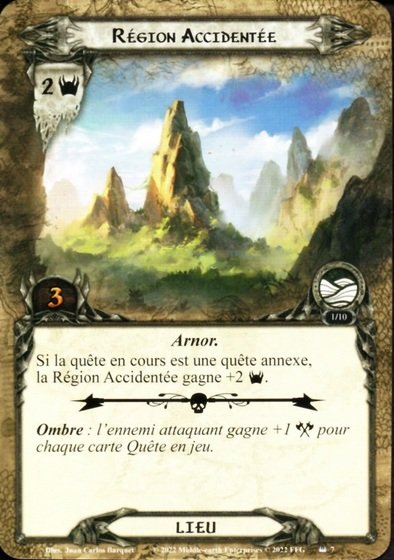 Région Accidentée
2
3
1/10
Arnor.
Si la quête en cours est une quête annexe,
la Région Accidentée gagne +2 .
Ombre : l'ennemi attaquant gagne +1 pour
chaque carte Quête en jeu.
LIEU
Illus. Juan Carlos Barquet © 2022 Middle-earth Enterprises © 2022 FFG 7